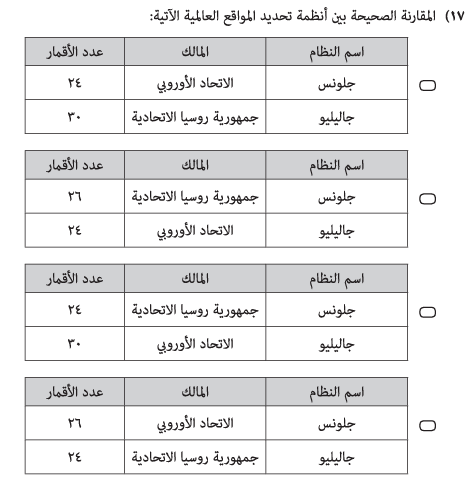 ١٧) المقارنة الصحيحة بين أنظمة تحديد المواقع العالمية الآتية:
اسم النظام المالك عدد الأقمار
جلونس الاتحاد الأوروبي ٢٤
جاليليو جمهورية روسيا الاتحادية ٣٠
اسم النظام المالك عدد الأقمار
جلونس جمهورية روسيا الاتحادية ٢٦
جاليليو الاتحاد الأوروبي ٢٤
اسم النظام المالك عدد الأقمار
جلونس جمهورية روسيا الاتحادية ٢٤
جاليليو الاتحاد الأوروبي ٣٠
اسم النظام المالك عدد الأقمار
جلونس الاتحاد الأوروبي ٢٦
جاليليو جمهورية روسيا الاتحادية ٢٤